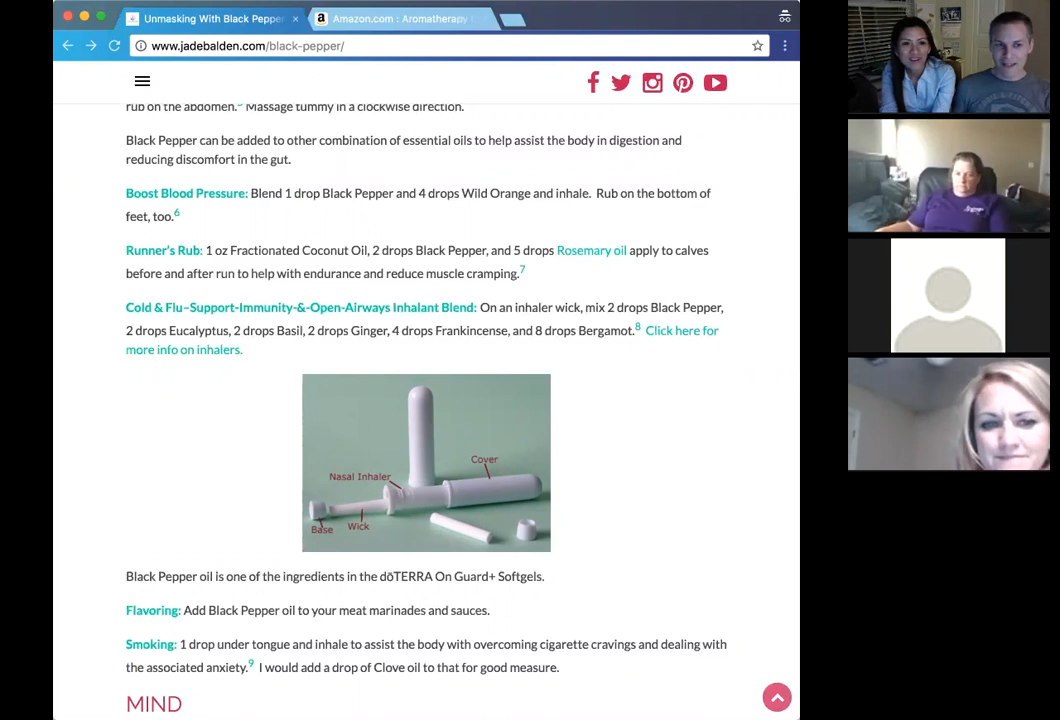 Unmasking With Black Pepper
Amazon.com : Aromatherapy
www.jadebalden.com/black-pepper/
rub on the abdomen.5 Massage tummy in a clockwise direction.
Black Pepper can be added to other combination of essential oils to help assist the body in digestion and
reducing discomfort in the gut.
Boost Blood Pressure: Blend 1 drop Black Pepper and 4 drops Wild Orange and inhale. Rub on the bottom of
feet, too.6
Runner's Rub: 1 oz Fractionated Coconut Oil, 2 drops Black Pepper, and 5 drops Rosemary oil apply to calves
before and after run to help with endurance and reduce muscle cramping.7
Cold & Flu–Support-Immunity-&-Open-Airways Inhalant Blend: On an inhaler wick, mix 2 drops Black Pepper,
2 drops Eucalyptus, 2 drops Basil, 2 drops Ginger, 4 drops Frankincense, and 8 drops Bergamot.8 Click here for
more info on inhalers.
Cover
Nasal Inhaler
Wick
Base
Black Pepper oil is one of the ingredients in the dōTERRA On Guard+ Softgels.
Flavoring: Add Black Pepper oil to your meat marinades and sauces.
Smoking: 1 drop under tongue and inhale to assist the body with overcoming cigarette cravings and dealing with
the associated anxiety.9 I would add a drop of Clove oil to that for good measure.
MIND